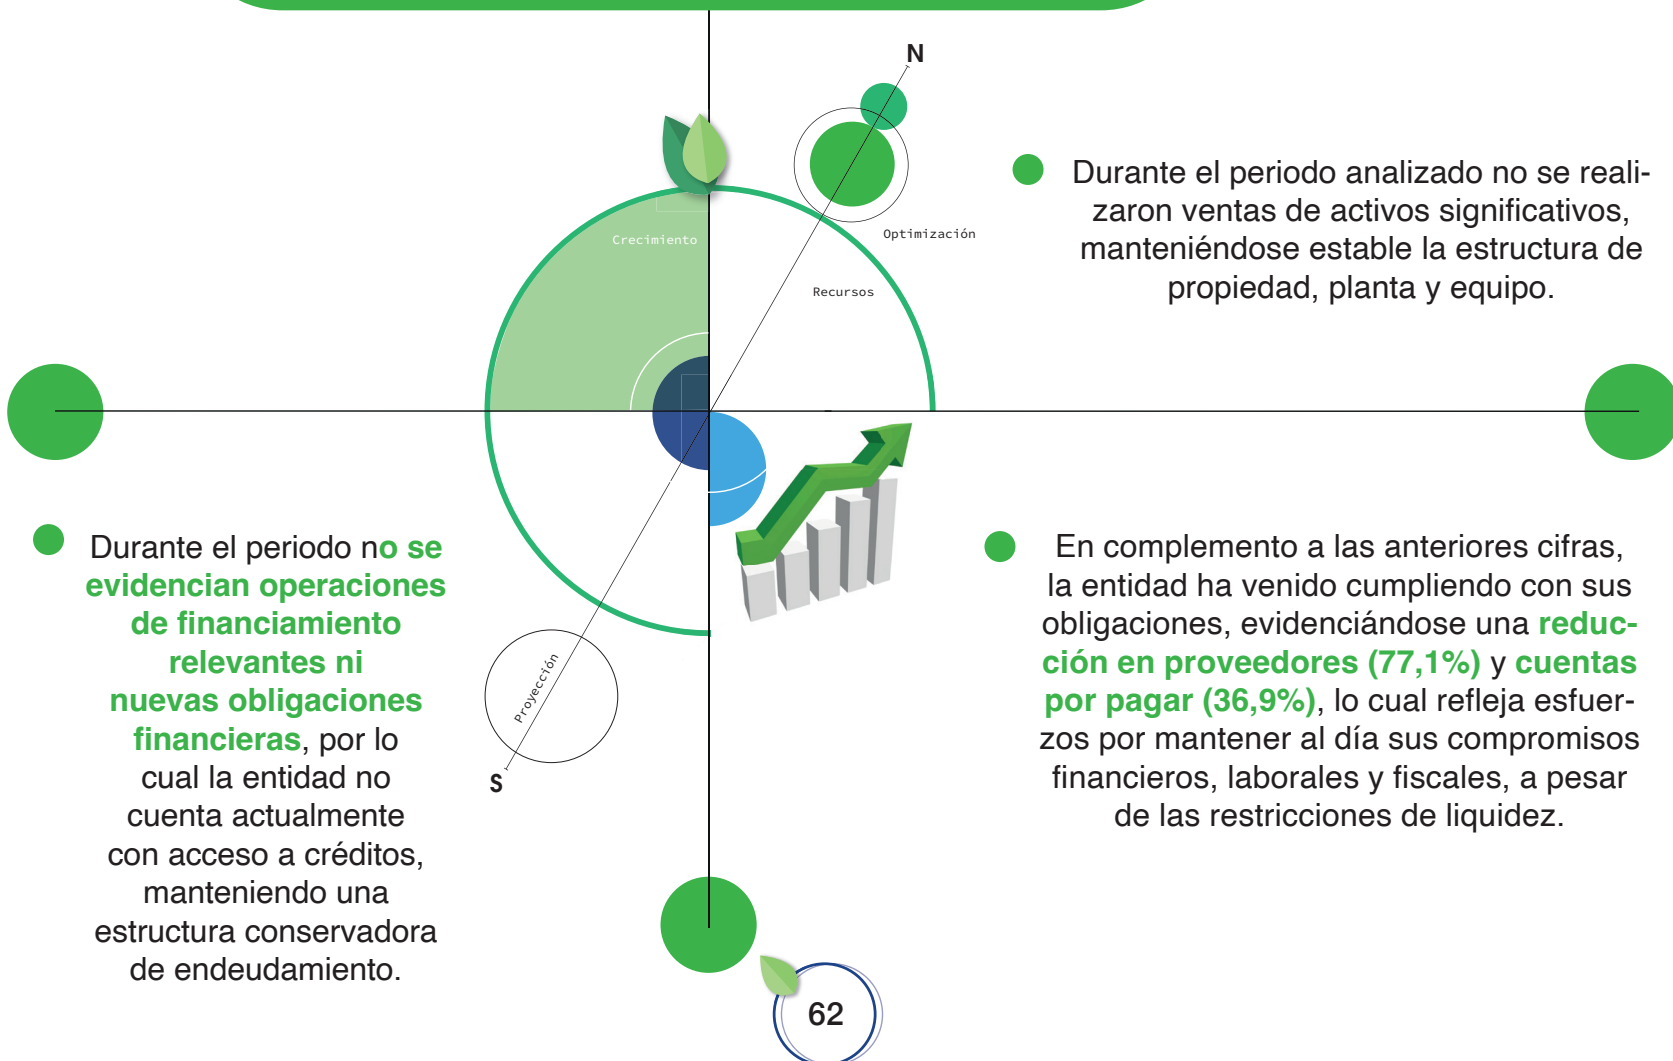 N
Crecimiento
Optimización
Recursos
Durante el periodo analizado no se reali-
zaron ventas de activos significativos,
manteniéndose estable la estructura de
propiedad, planta y equipo.
Durante el periodo no se
evidencian operaciones
de financiamiento
relevantes ni
nuevas obligaciones
financieras, por lo
cual la entidad no
cuenta actualmente
con acceso a créditos,
manteniendo una
estructura conservadora
de endeudamiento.
Proyección
S
En complemento a las anteriores cifras,
la entidad ha venido cumpliendo con sus
obligaciones, evidenciándose una reduc-
ción en proveedores (77,1%) y cuentas
por pagar (36,9%), lo cual refleja esfuer-
zos por mantener al día sus compromisos
financieros, laborales y fiscales, a pesar
de las restricciones de liquidez.
62